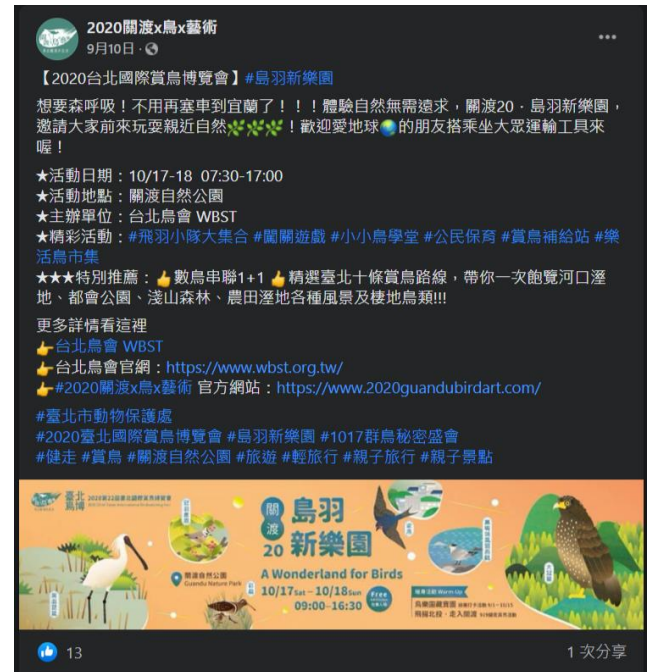 2020關渡x鳥x藝術
9月10日
【2020台北國際賞鳥博覽會】#島羽新樂園
想要森呼吸！不用再塞車到宜蘭了！！！體驗自然無需遠求，關渡20．島羽新樂園，
邀請大家前來玩耍親近自然🌿🌿🌿！歡迎愛地球🌏的朋友搭乘坐大眾運輸工具來
喔！
★活動日期：10/17-18 07:30-17:00
★活動地點：關渡自然公園
★主辦單位：台北鳥會 WBST
★精彩活動：#飛羽小隊大集合 #闖關遊戲 #小小鳥學堂 #公民保育 #賞鳥補給站 #樂
活鳥市集
★★★特別推薦：👍數鳥串聯1+1 👍精選臺北十條賞鳥路線，帶你一次飽覽河口溼
地、都會公園、淺山森林、農田溼地各種風景及棲地鳥類!!!
更多詳情看這裡
👉台北鳥會 WBST
👉台北鳥會官網：https://www.wbst.org.tw/
👉#2020關渡x鳥x藝術 官方網站：https://www.2020guandubirdart.com/
#臺北市動物保護處
#2020臺北國際賞鳥博覽會 #島羽新樂園 #1017群鳥秘密盛會
#健走 #賞鳥 #關渡自然公園 #旅遊 #輕旅行 #親子旅行 #親子景點
臺北鳥博
關渡20
島羽
新樂園
A Wonderland for Birds
關渡自然公園
Guandu Nature Park
10/17Sat－10/18Sun
09:00-16:30
Free
👍 13
1 次分享